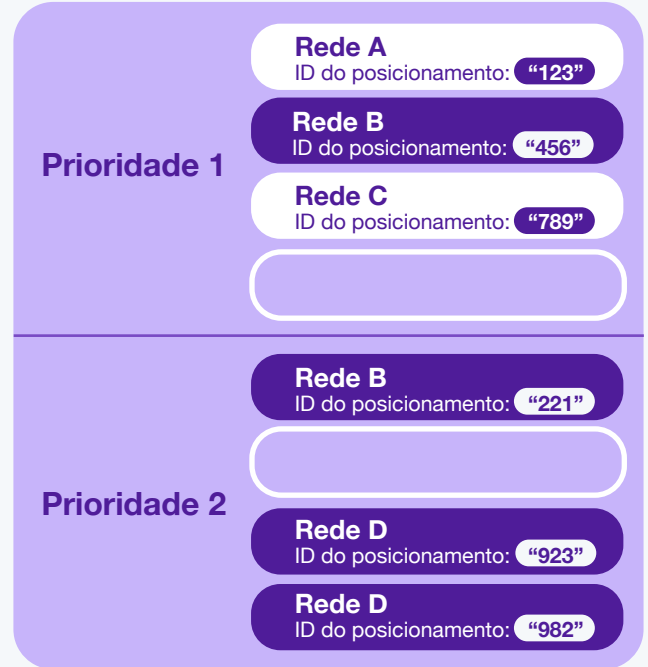 Prioridade 1
Rede A
ID do posicionamento: “123”
Rede B
ID do posicionamento: “456”
Rede C
ID do posicionamento: “789”
Prioridade 2
Rede B
ID do posicionamento: “221”
Rede D
ID do posicionamento: “923”
Rede D
ID do posicionamento: “982”